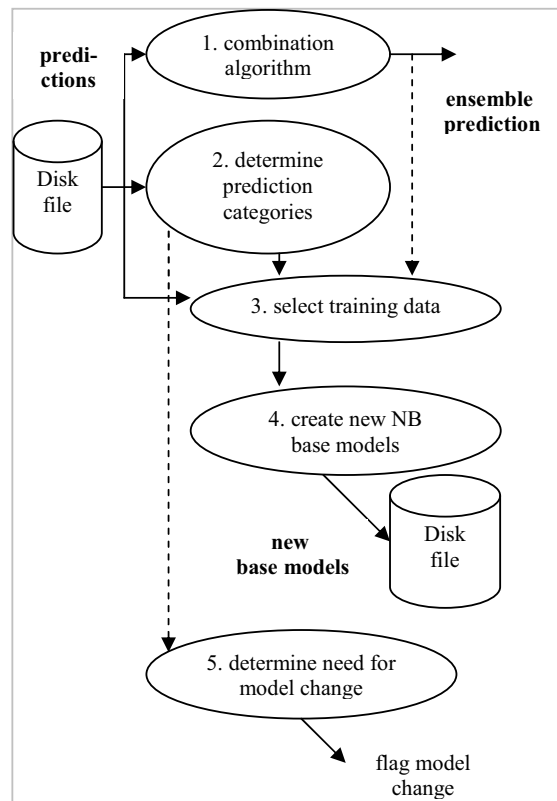 predi-
ctions
1. combination
algorithm
ensemble
prediction
Disk
file
2. determine
prediction
categories
3. select training data
4. create new NB
base models
new
base models
Disk
file
5. determine need for
model change
flag model
change